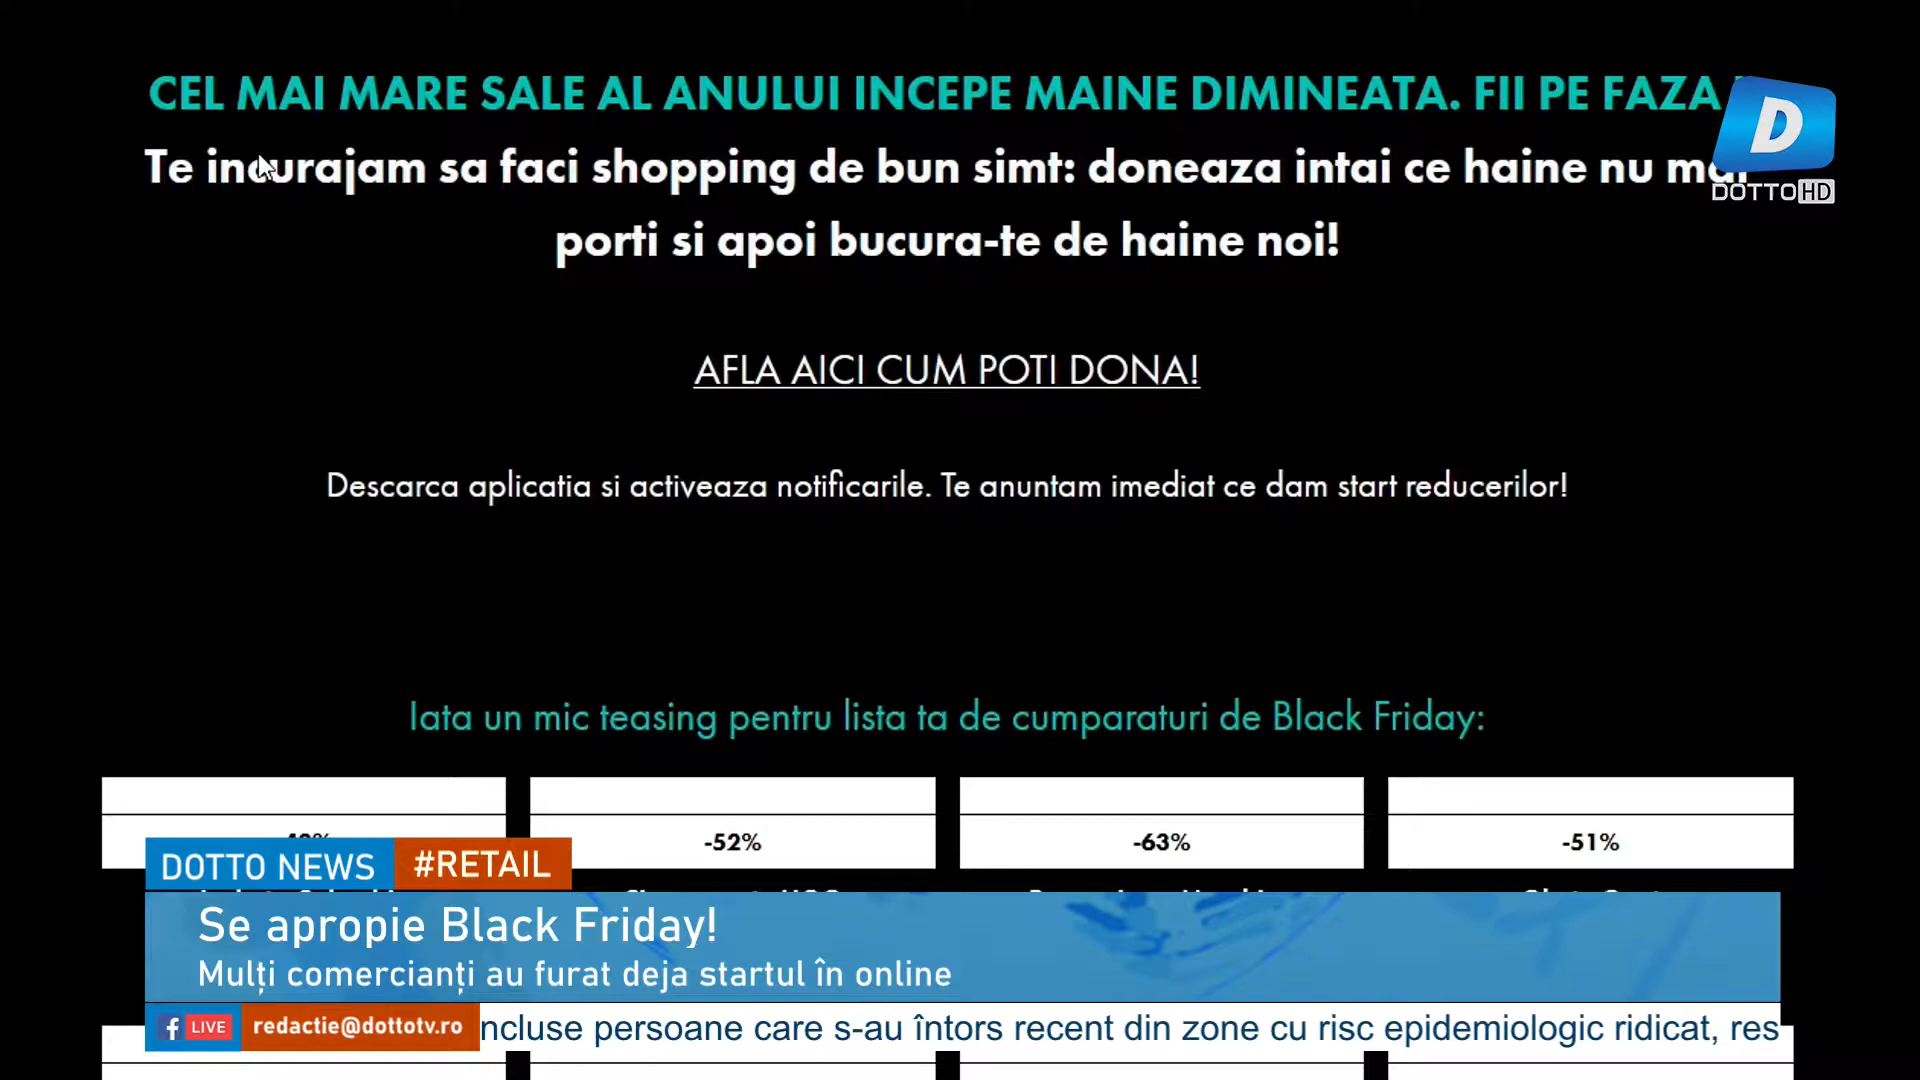 CEL MAI MARE SALE AL ANULUI INCEPE MAINE DIMINEATA. FII PE FAZA
Te incurajam sa faci shopping de bun simt: doneaza intai ce haine nu mai
porti si apoi bucura-te de haine noi!
D
DOTTO HD
AFLA AICI CUM POTI DONA!
Descarca aplicatia si activeaza notificarile. Te anuntam imediat ce dam start reducerilor!
Iata un mic teasing pentru lista ta de cumparaturi de Black Friday:
-52% -63% -51%
DOTTO NEWS #RETAIL
Se apropie Black Friday!
Mulți comercianți au furat deja startul în online
f LIVE redactie@dottotv.ro ncluse persoane care s-au întors recent din zone cu risc epidemiologic ridicat, res